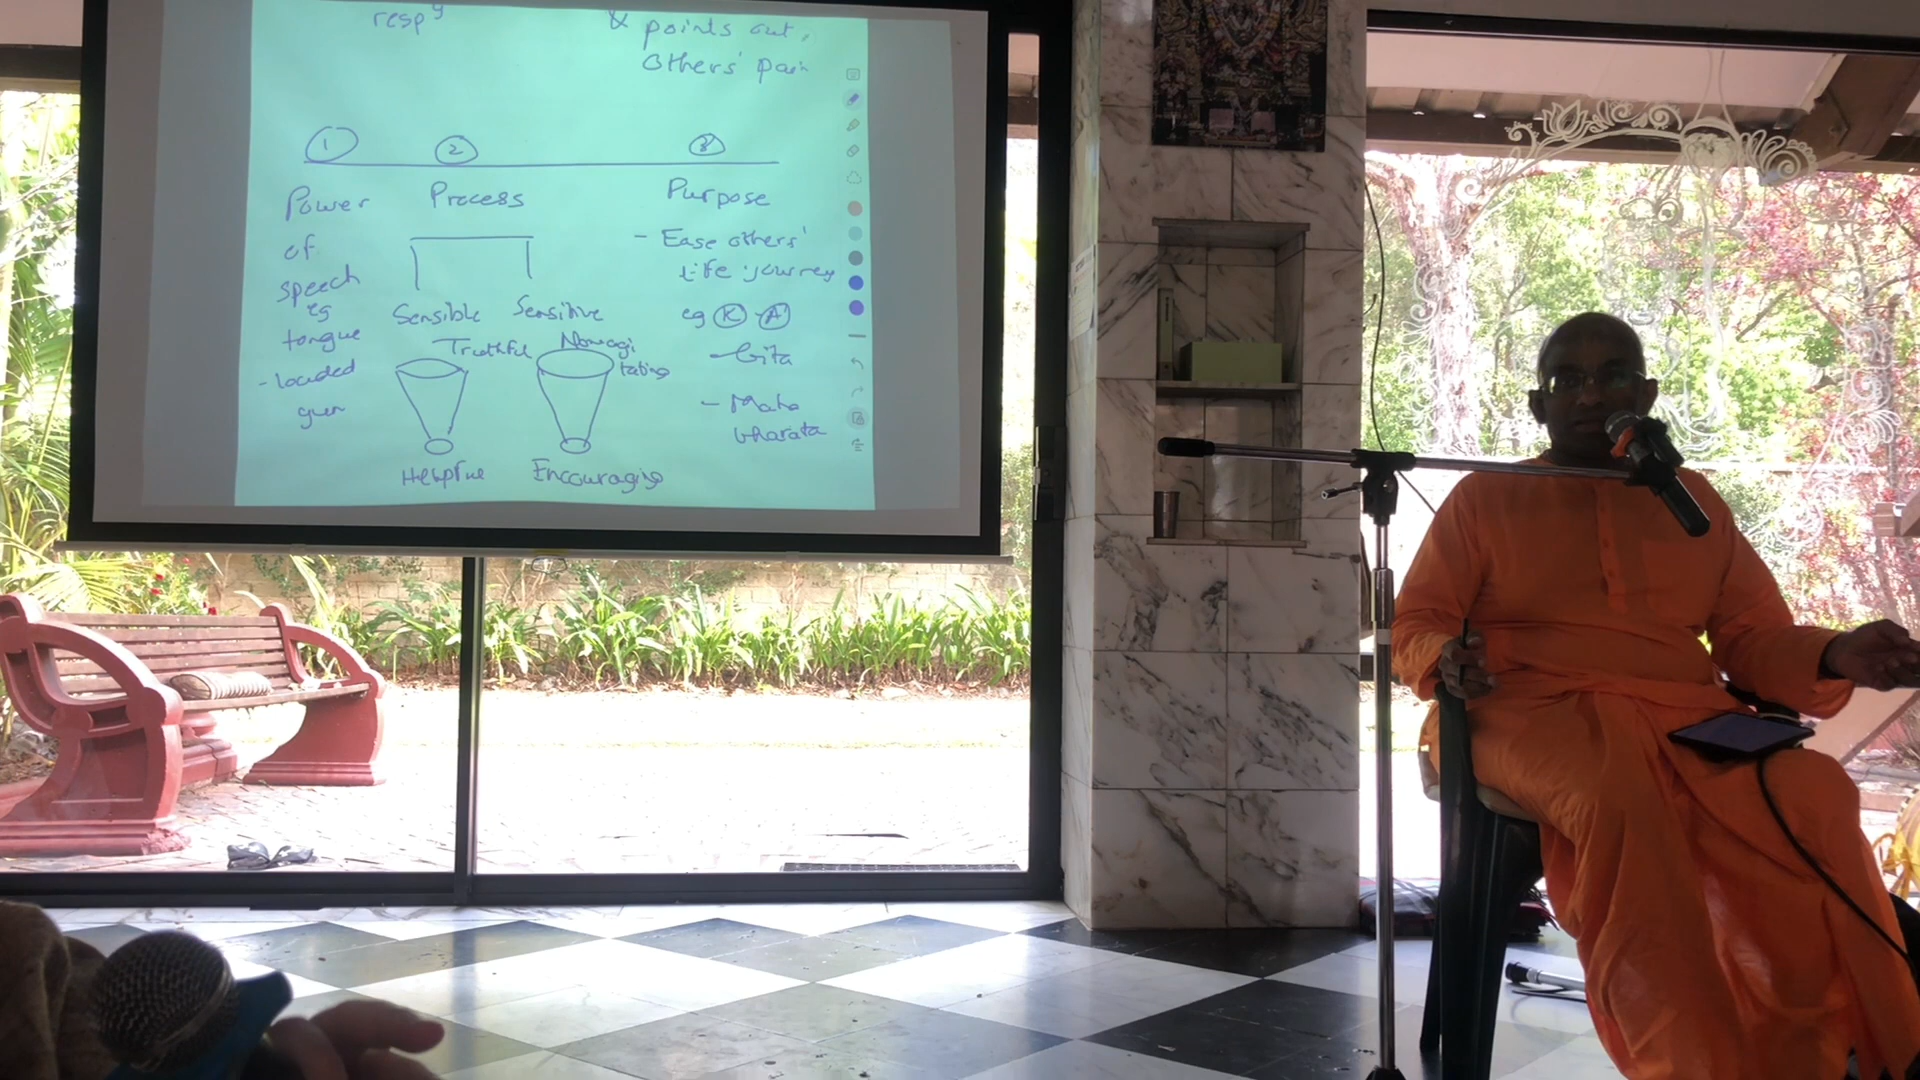 resp y
& points out,
others' pain
1
2
3
Power
of
speech
eg
tongue
- loaded
gun
Process
Sensible
Sensitive
Truthful
Nonagi
tating
Helpful
Encouraging
Purpose
- Ease others'
life journey
eg K - A
- Gita
- Maha
bharata